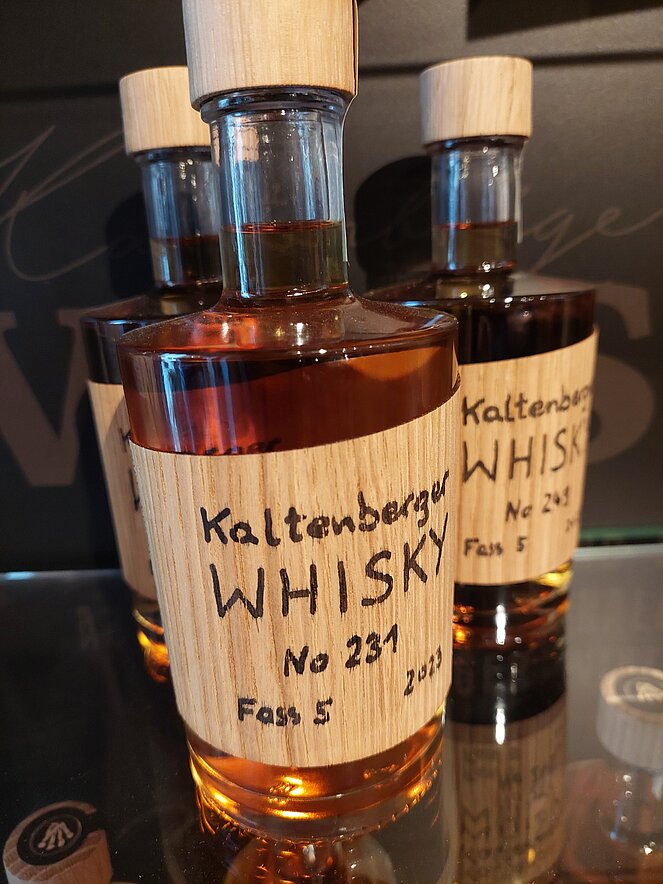 Kaltenberger
WHISKY
No 231
2023
Fass 5
Kaltenberger
WHISKY
No 243
Fass 5